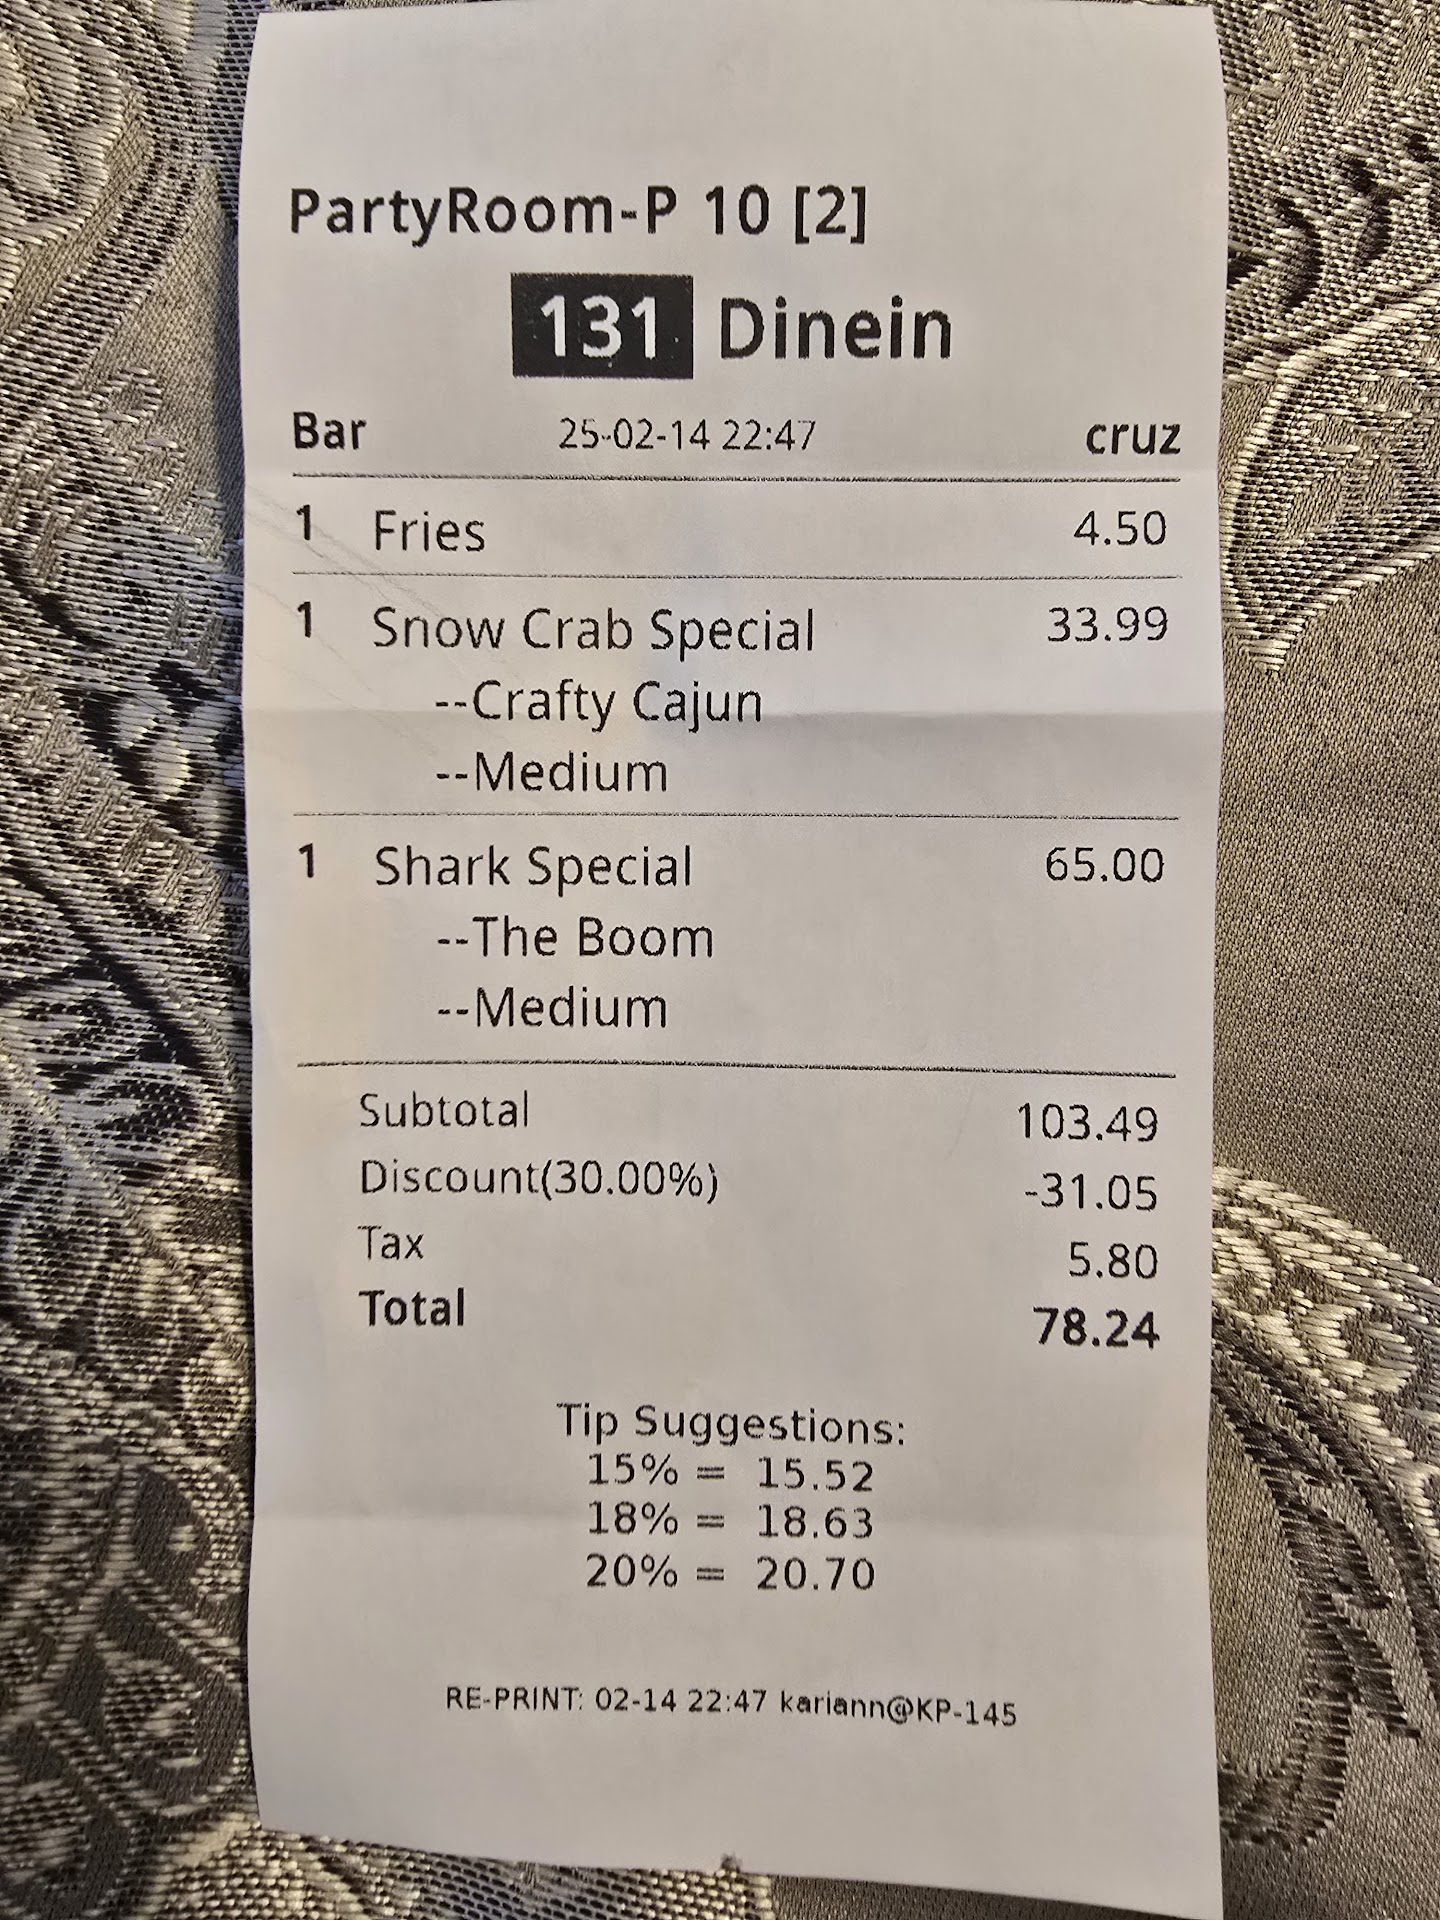 PartyRoom-P 10 [2]
131 Dinein
Bar 25-02-14 22:47 cruz
1 Fries 4.50
1 Snow Crab Special 33.99
--Crafty Cajun
--Medium
1 Shark Special 65.00
--The Boom
--Medium
Subtotal 103.49
Discount(30.00%) -31.05
Tax 5.80
Total 78.24
Tip Suggestions:
15% = 15.52
18% = 18.63
20% = 20.70
RE-PRINT: 02-14 22:47 kariann@KP-145